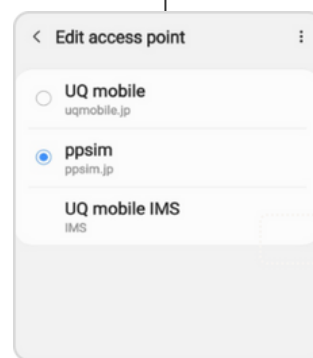 Edit access point
UQ mobile
uqmobile.jp
ppsim
ppsim.jp
UQ mobile IMS
IMS